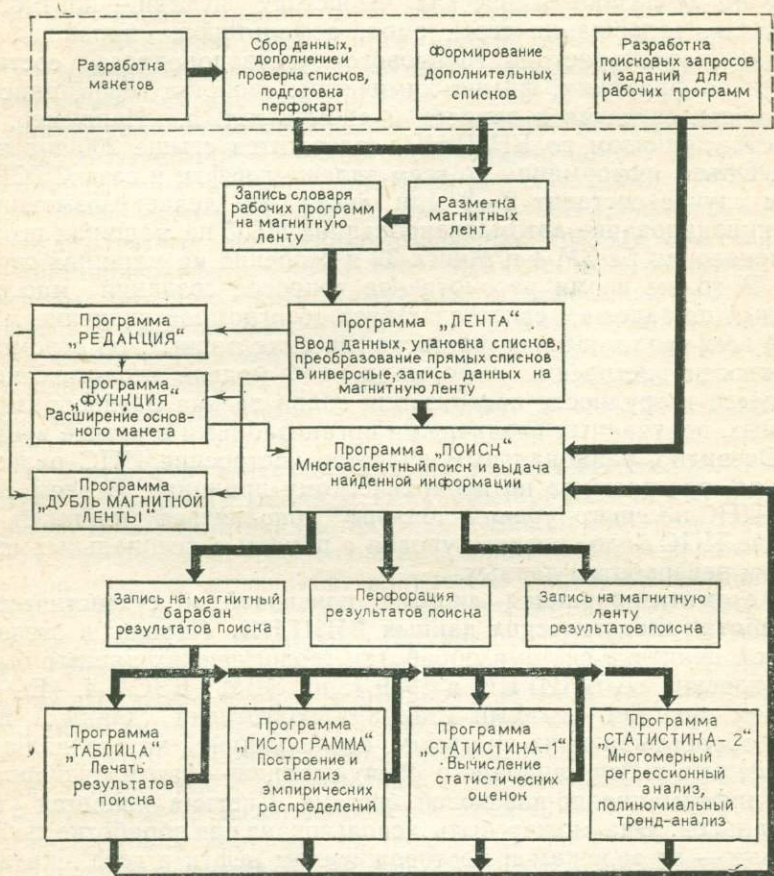 Разработка
макетов
Сбор данных,
дополнение и
проверка списков,
подготовка
перфокарт
Формирование
дополнительных
списков
Разработка
поисковых запросов
и заданий для
рабочих программ
Запись словаря
рабочих программ
на магнитную
ленту
Разметка
магнитных
лент
Программа
„РЕДАКЦИЯ"
Программа „ЛЕНТА"
Ввод данных, упаковка списков,
преобразование прямых списков
в инверсные, запись данных на
магнитную ленту
Программа
„ФУНКЦИЯ"
Расширение основ-
ного макета
Программа „ПОИСК"
Многоаспектный поиск и выдача
найденной информации
Программа
„ДУБЛЬ МАГНИТНОЙ
ЛЕНТЫ"
Запись на магнитный
барабан
результатов поиска
Перфорация
результатов поиска
Запись на магнитную
ленту
результатов поиска
Программа
„ТАБЛИЦА"
Печать
результатов
поиска
Программа
„ГИСТОГРАММА"
Построение и
анализ
эмпирических
распределений
Программа
„СТАТИСТИКА-1"
Вычисление
статистических
оценок
Программа
„СТАТИСТИКА-2"
Многомерный
регрессионный
анализ,
полиномиальный
тренд-анализ